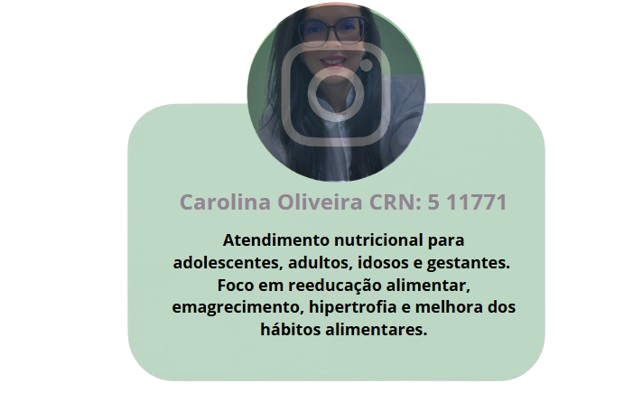 Carolina Oliveira CRN: 5 11771
Atendimento nutricional para
adolescentes, adultos, idosos e gestantes.
Foco em reeducação alimentar,
emagrecimento, hipertrofia e melhora dos
hábitos alimentares.